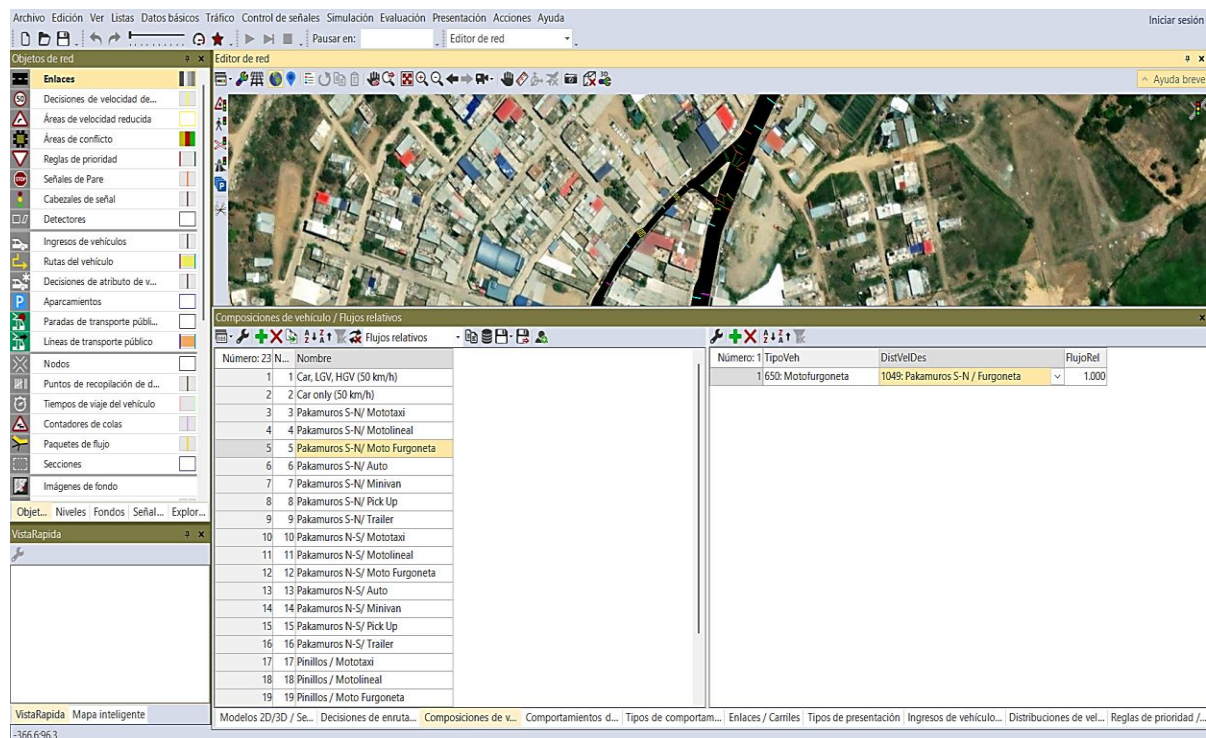 Archivo Edición Ver Listas Datos básicos Tráfico Control de señales Simulación Evaluación Presentación Acciones Ayuda
Iniciar sesión
Pausar en:
Editor de red
Objetos de red
Editor de red
Ayuda breve
Enlaces
Decisiones de velocidad de...
Áreas de velocidad reducida
Áreas de conflicto
Reglas de prioridad
Señales de Pare
Cabezales de señal
Detectores
Ingresos de vehículos
Rutas del vehículo
Decisiones de atributo de v...
Aparcamientos
Paradas de transporte públi...
Líneas de transporte público
Nodos
Puntos de recopilación de d...
Tiempos de viaje del vehículo
Contadores de colas
Paquetes de flujo
Secciones
Imágenes de fondo
Objet... Niveles Fondos Señal... Explor...
VistaRapida
VistaRapida Mapa inteligente
Composiciones de vehículo / Flujos relativos
Flujos relativos
Número: 23 N... Nombre
1 1 Car, LGV, HGV (50 km/h)
2 2 Car only (50 km/h)
3 3 Pakamuros S-N/ Mototaxi
4 4 Pakamuros S-N/ Motolineal
5 5 Pakamuros S-N/ Moto Furgoneta
6 6 Pakamuros S-N/ Auto
7 7 Pakamuros S-N/ Minivan
8 8 Pakamuros S-N/ Pick Up
9 9 Pakamuros S-N/ Trailer
10 10 Pakamuros N-S/ Mototaxi
11 11 Pakamuros N-S/ Motolineal
12 12 Pakamuros N-S/ Moto Furgoneta
13 13 Pakamuros N-S/ Auto
14 14 Pakamuros N-S/ Minivan
15 15 Pakamuros N-S/ Pick Up
16 16 Pakamuros N-S/ Trailer
17 17 Pinillos / Mototaxi
18 18 Pinillos / Motolineal
19 19 Pinillos / Moto Furgoneta
Número: 1 TipoVeh DistVelDes FlujoRel
1 650: Motofurgoneta 1049: Pakamuros S-N / Furgoneta 1.000
Modelos 2D/3D / Se... Decisiones de enruta... Composiciones de v... Comportamientos d... Tipos de comportam... Enlaces / Carriles Tipos de presentación Ingresos de vehículo... Distribuciones de vel... Reglas de prioridad /...
-366.6:96.3